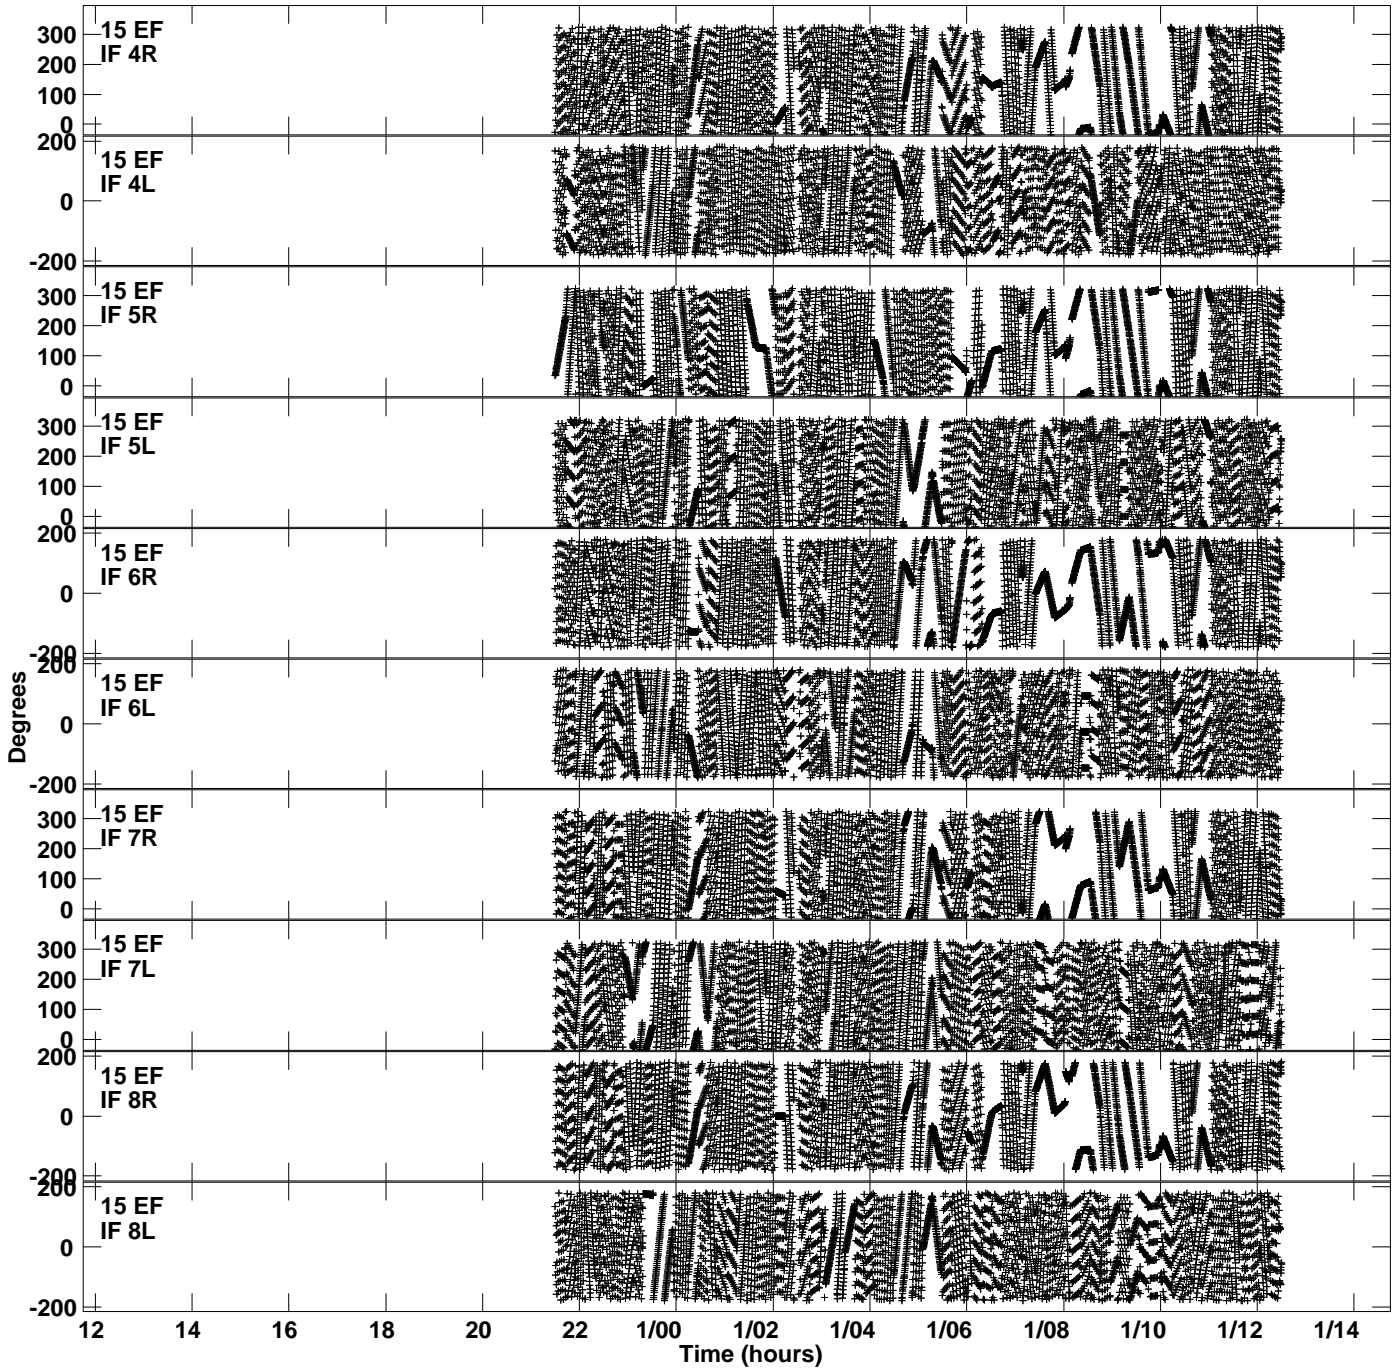 15 EF
IF 4R
300
200
100
0
15 EF
IF 4L
200
0
-200
15 EF
IF 5R
300
200
100
0
15 EF
IF 5L
300
200
100
0
15 EF
IF 6R
200
0
-200
15 EF
IF 6L
200
0
-200
15 EF
IF 7R
300
200
100
0
15 EF
IF 7L
300
200
100
0
15 EF
IF 8R
200
0
-200
15 EF
IF 8L
200
0
-200
Degrees
12 14 16 18 20 22 1/00 1/02 1/04 1/06 1/08 1/10 1/12 1/14
Time (hours)